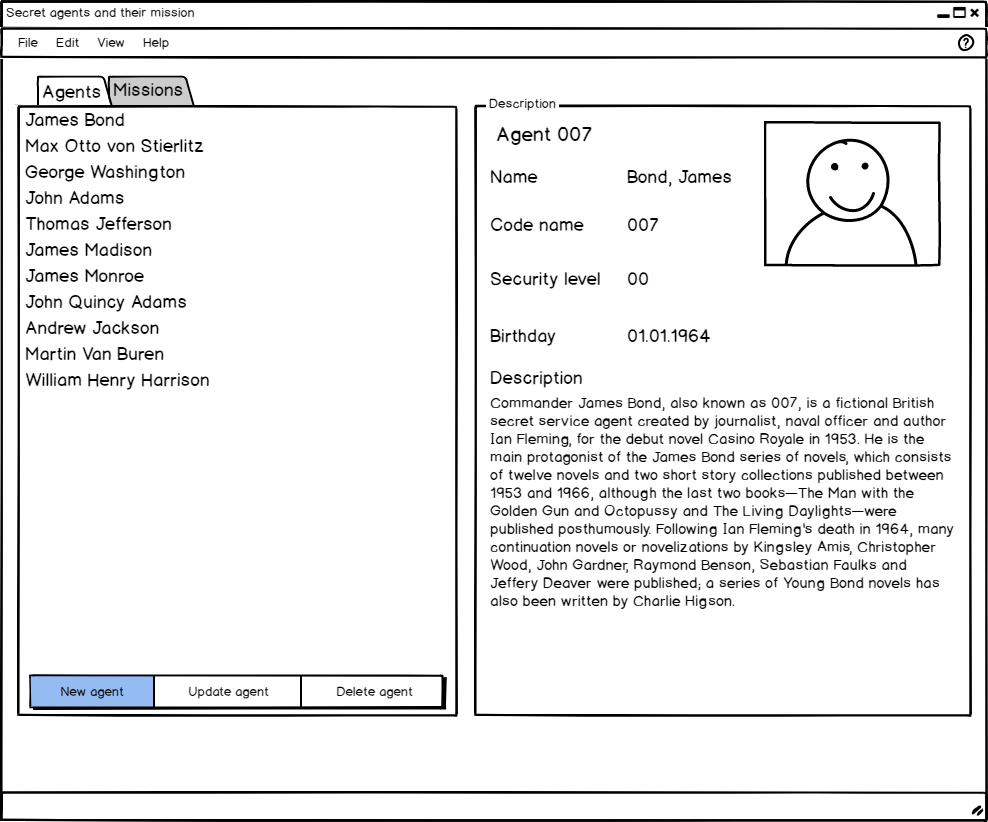 Secret agents and their mission
File Edit View Help
Agents Missions
James Bond
Max Otto von Stierlitz
George Washington
John Adams
Thomas Jefferson
James Madison
James Monroe
John Quincy Adams
Andrew Jackson
Martin Van Buren
William Henry Harrison
New agent Update agent Delete agent
Description
Agent 007
Name Bond, James
Code name 007
Security level 00
Birthday 01.01.1964
Description
Commander James Bond, also known as 007, is a fictional British
secret service agent created by journalist, naval officer and author
Ian Fleming, for the debut novel Casino Royale in 1953. He is the
main protagonist of the James Bond series of novels, which consists
of twelve novels and two short story collections published between
1953 and 1966, although the last two books—The Man with the
Golden Gun and Octopussy and The Living Daylights—were
published posthumously. Following Ian Fleming's death in 1964, many
continuation novels or novelizations by Kingsley Amis, Christopher
Wood, John Gardner, Raymond Benson, Sebastian Faulks and
Jeffery Deaver were published; a series of Young Bond novels has
also been written by Charlie Higson.